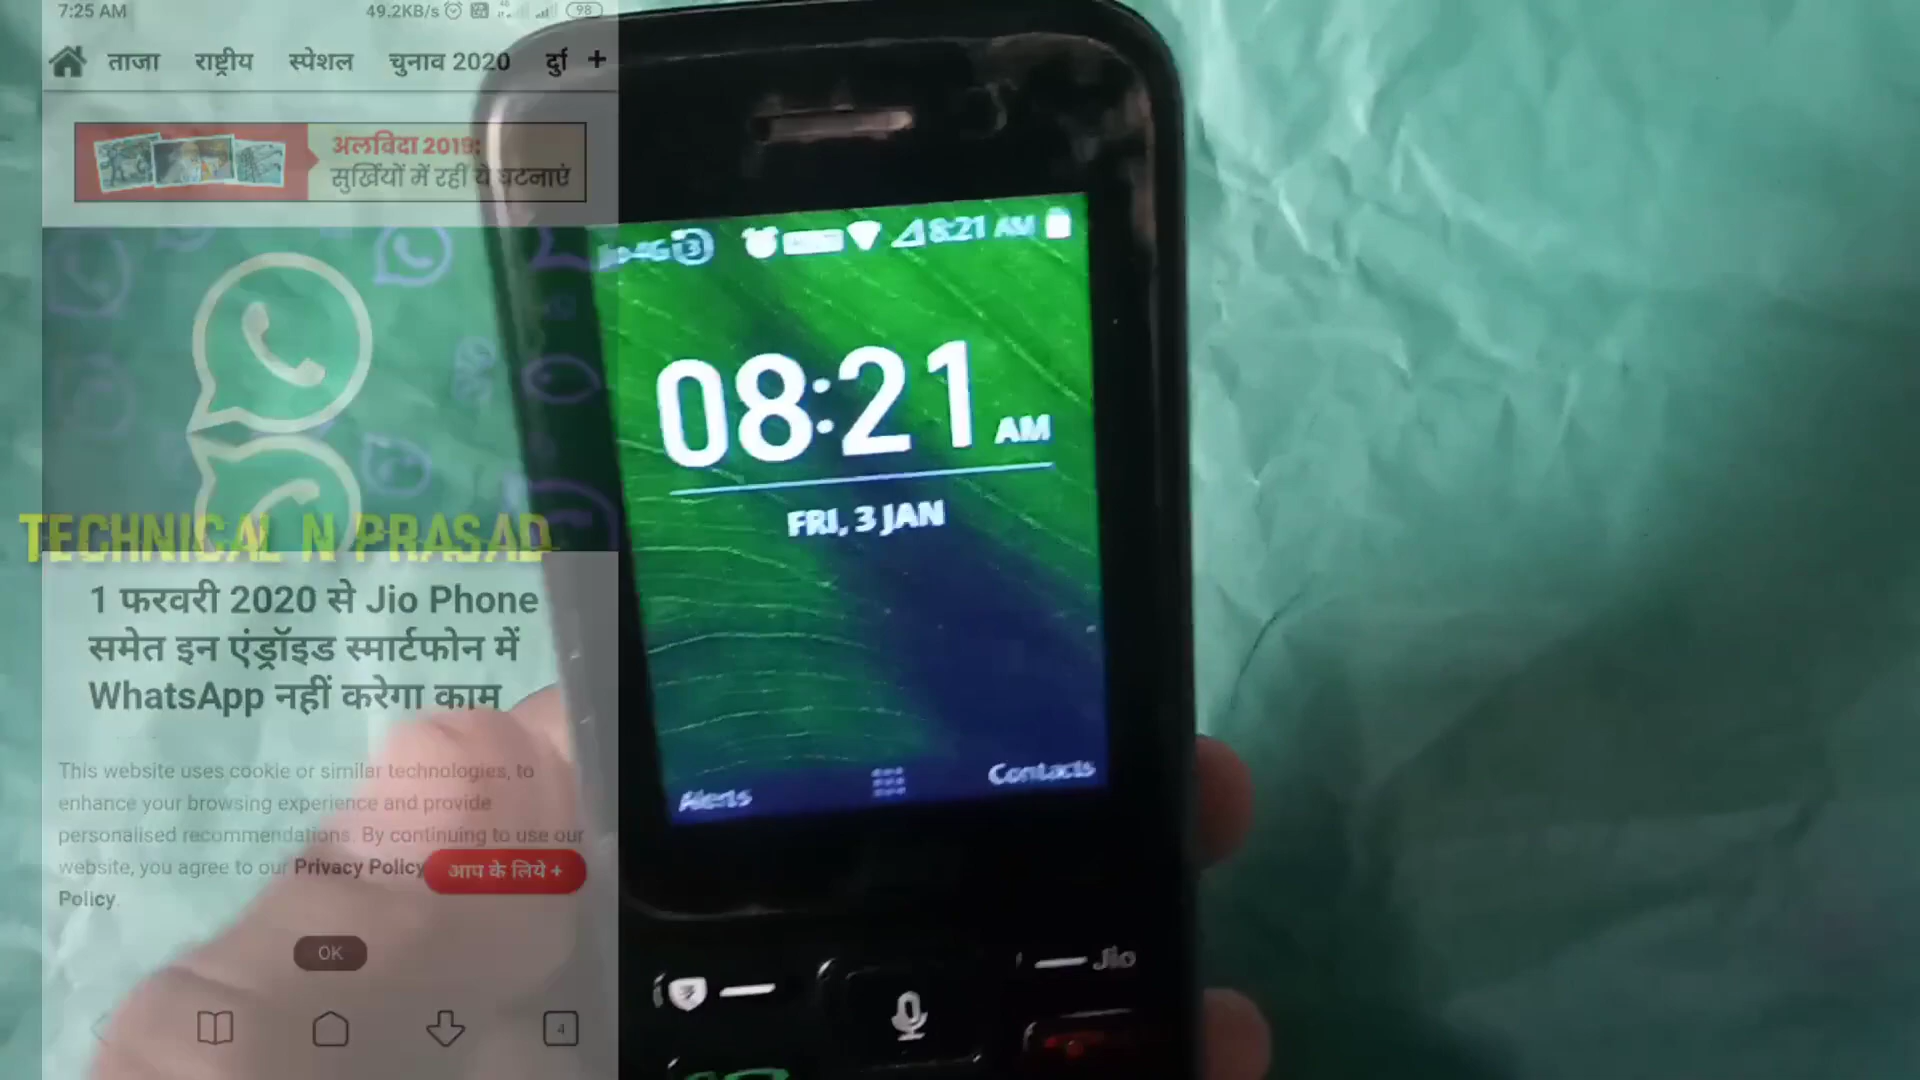 7:25 AM
49.2KB/s
98
ताजा राष्ट्रीय स्पेशल चुनाव 2020
अलविदा 2019:
सुर्खियों में रहीं ये घटनाएं
TECHNICAL N PRASAD
1 फरवरी 2020 से Jio Phone
समेत इन एंड्रॉइड स्मार्टफोन में
WhatsApp नहीं करेगा काम
This website uses cookie or similar technologies, to
enhance your browsing experience and provide
personalised recommendations. By continuing to use our
website, you agree to our Privacy Policy
Policy.
आप के लिये +
OK
4
3
8:21 AM
08:21 AM
FRI, 3 JAN
Alerts
Contacts
Jio